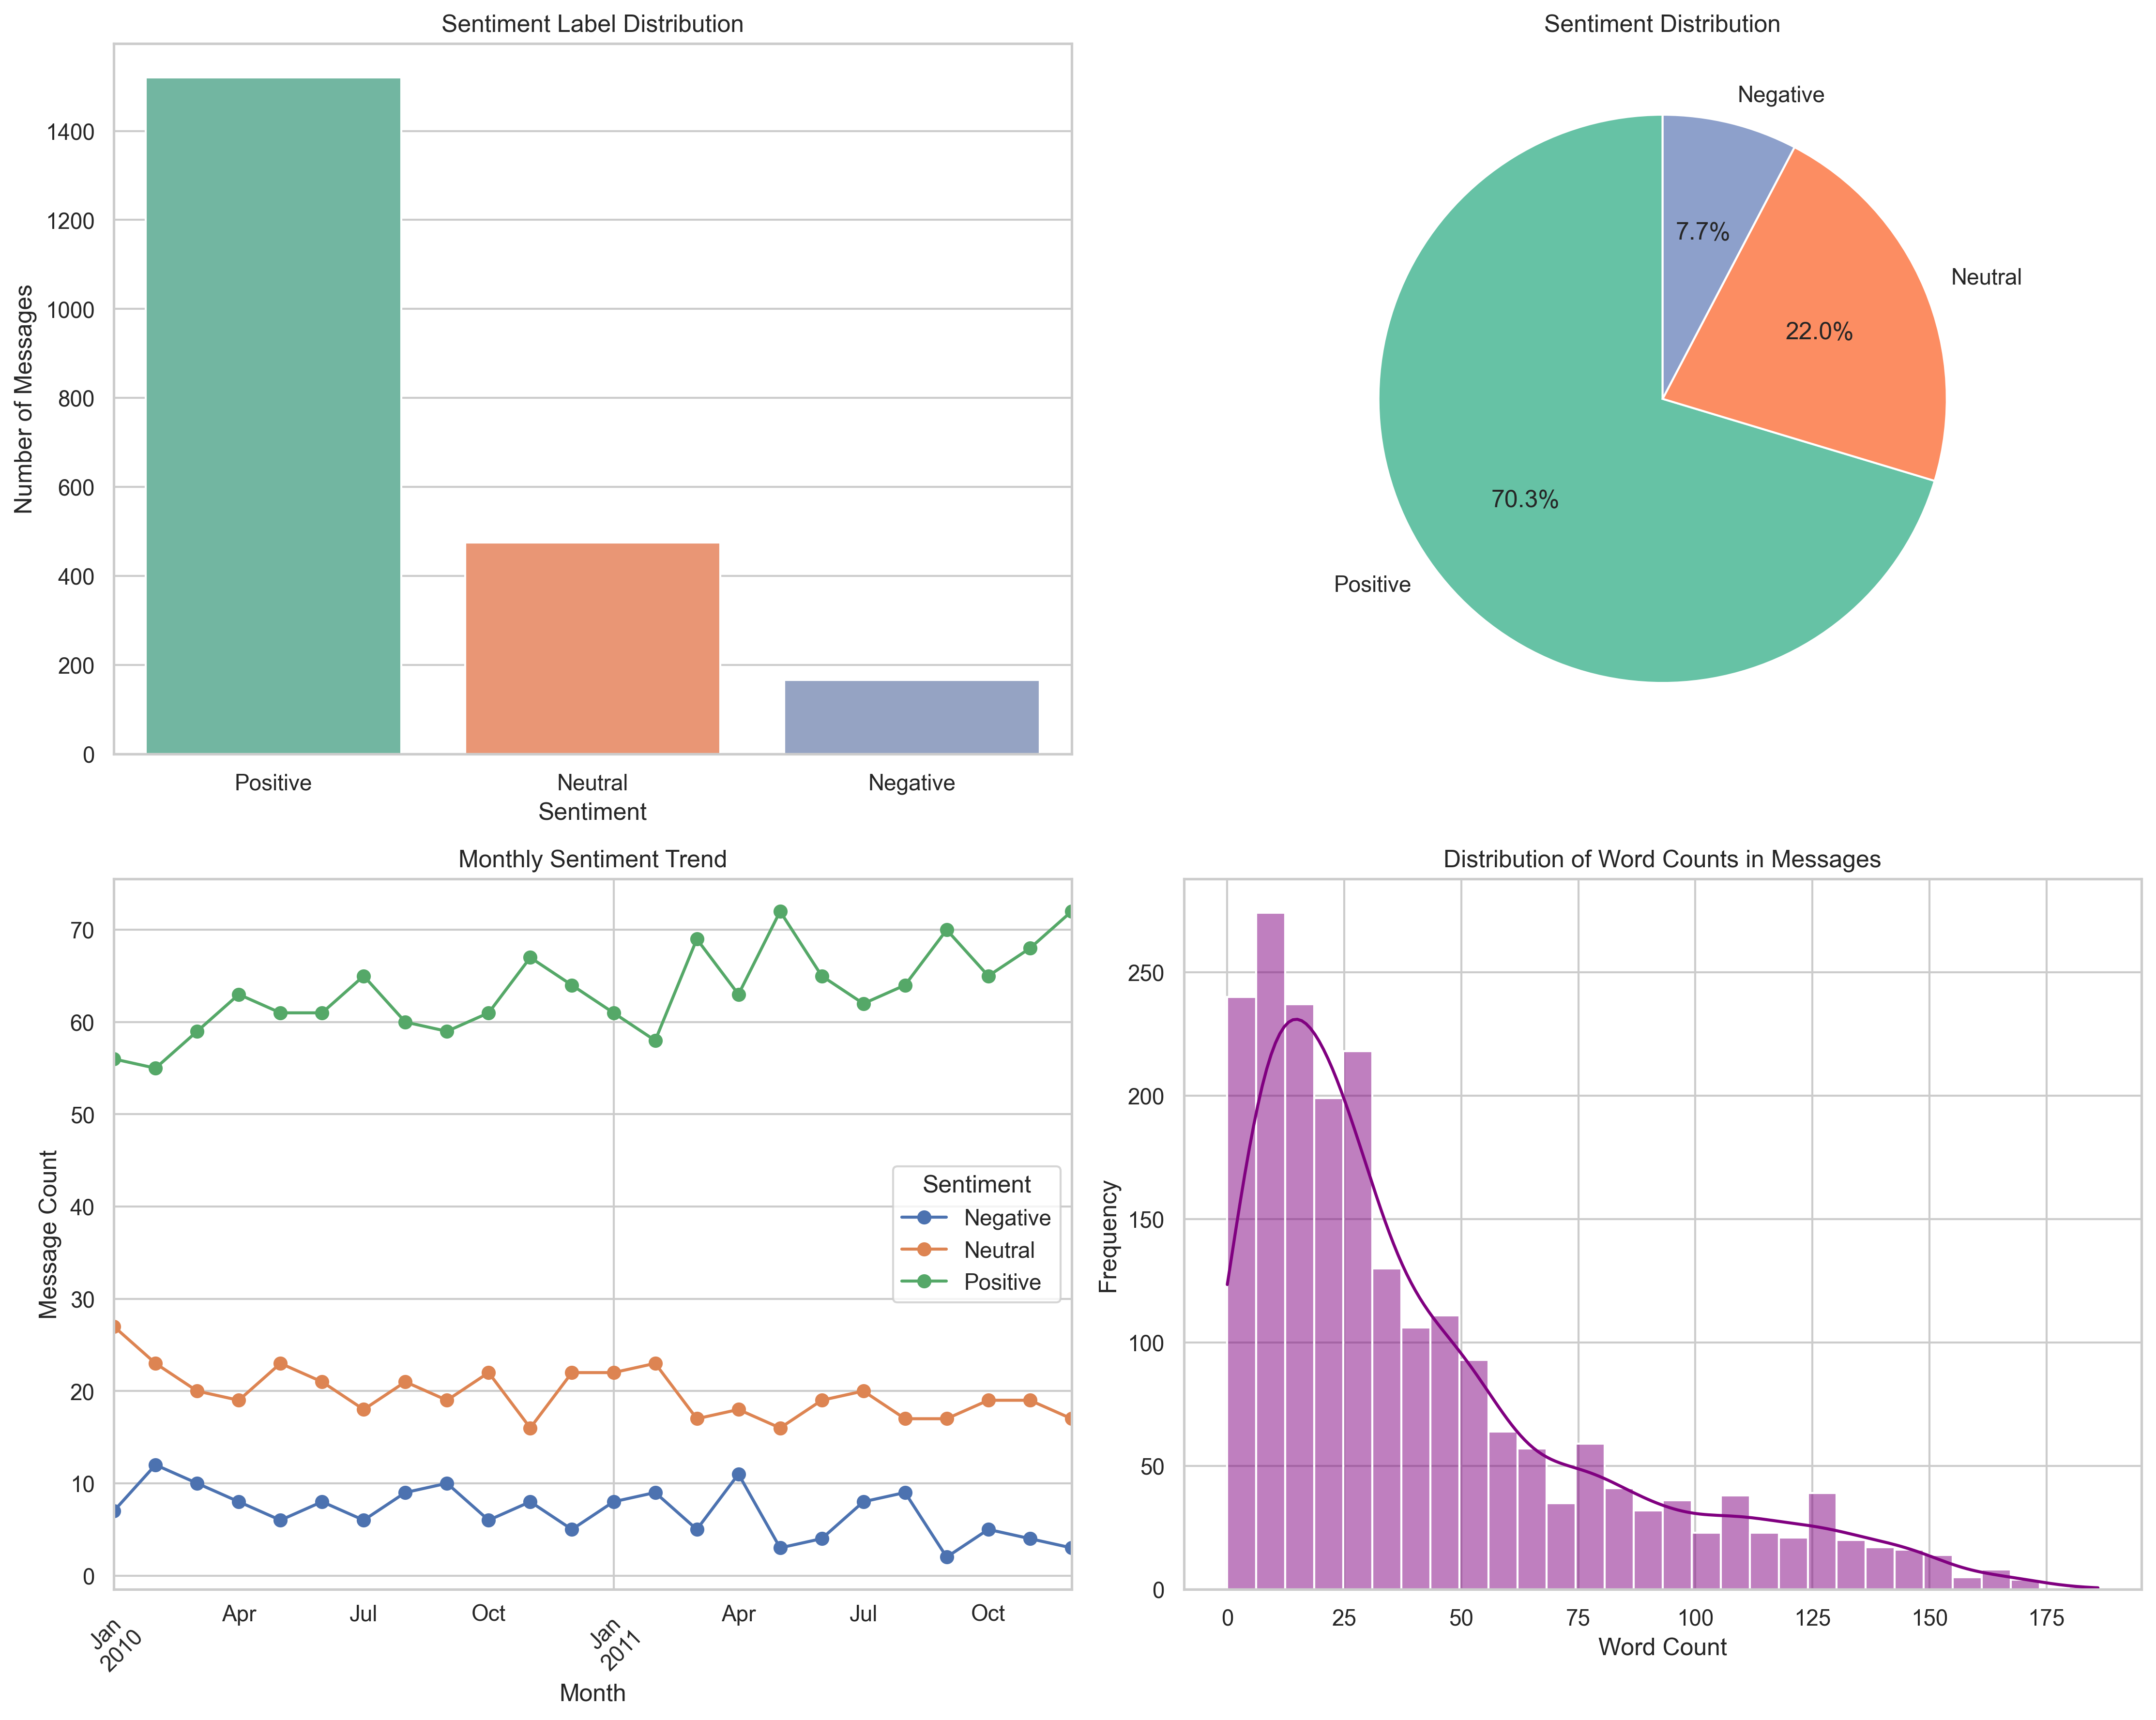 Sentiment Label Distribution
Number of Messages
1400
1200
1000
800
600
400
200
0
Positive
Neutral
Negative
Sentiment
Sentiment Distribution
Negative
7.7%
Neutral
22.0%
70.3%
Positive
Monthly Sentiment Trend
Message Count
70
60
50
40
30
20
10
0
Sentiment
Negative
Neutral
Positive
Jan
2010
Apr
Jul
Oct
Jan
2011
Apr
Jul
Oct
Month
Distribution of Word Counts in Messages
Frequency
250
200
150
100
50
0
0
25
50
75
100
125
150
175
Word Count